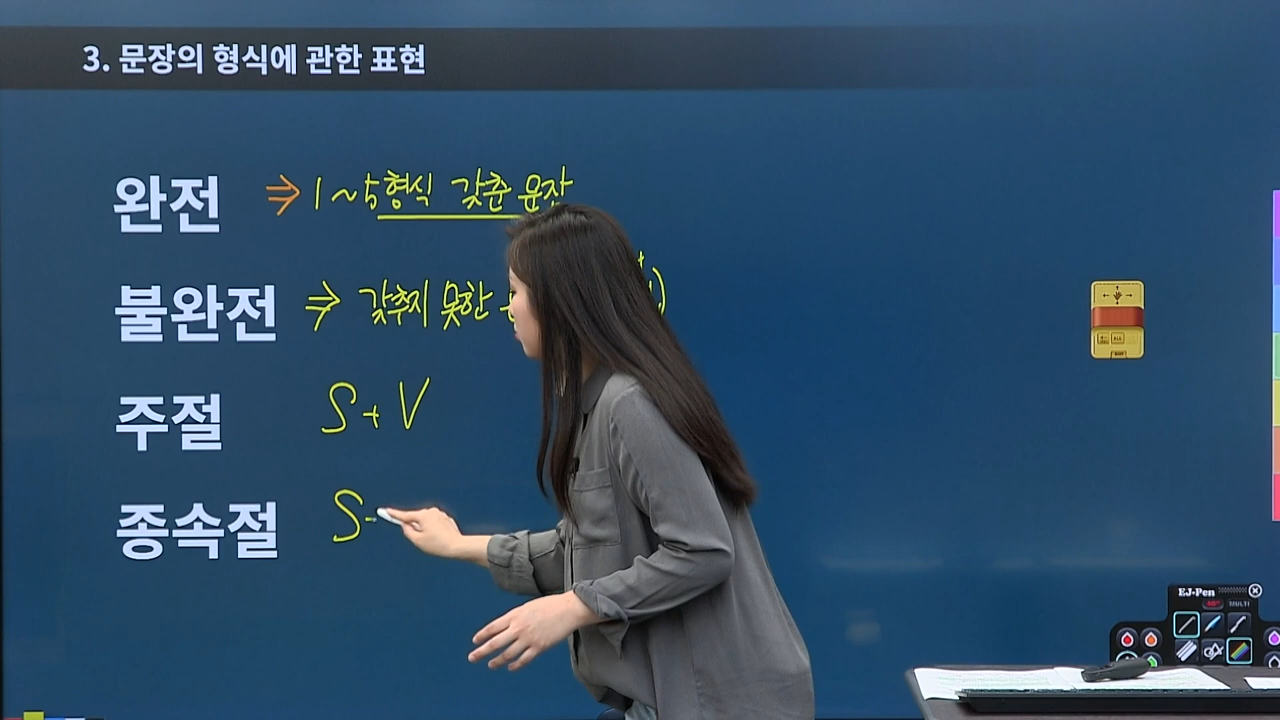 3. 문장의 형식에 관한 표현
완전 ⇒ 1~5형식 갖춘 문장
불완전 ⇒ 갖추지 못한
주절 S + V
종속절 S
EJ-Pen
MULTI